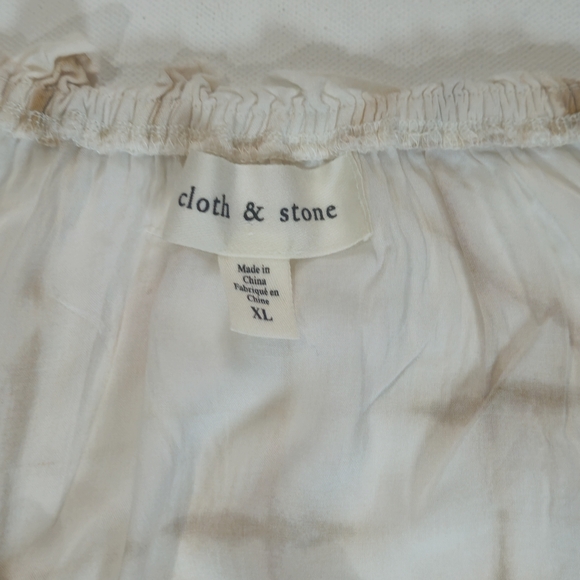 cloth & stone
Made in
China
Fabriqué en
Chine
XL